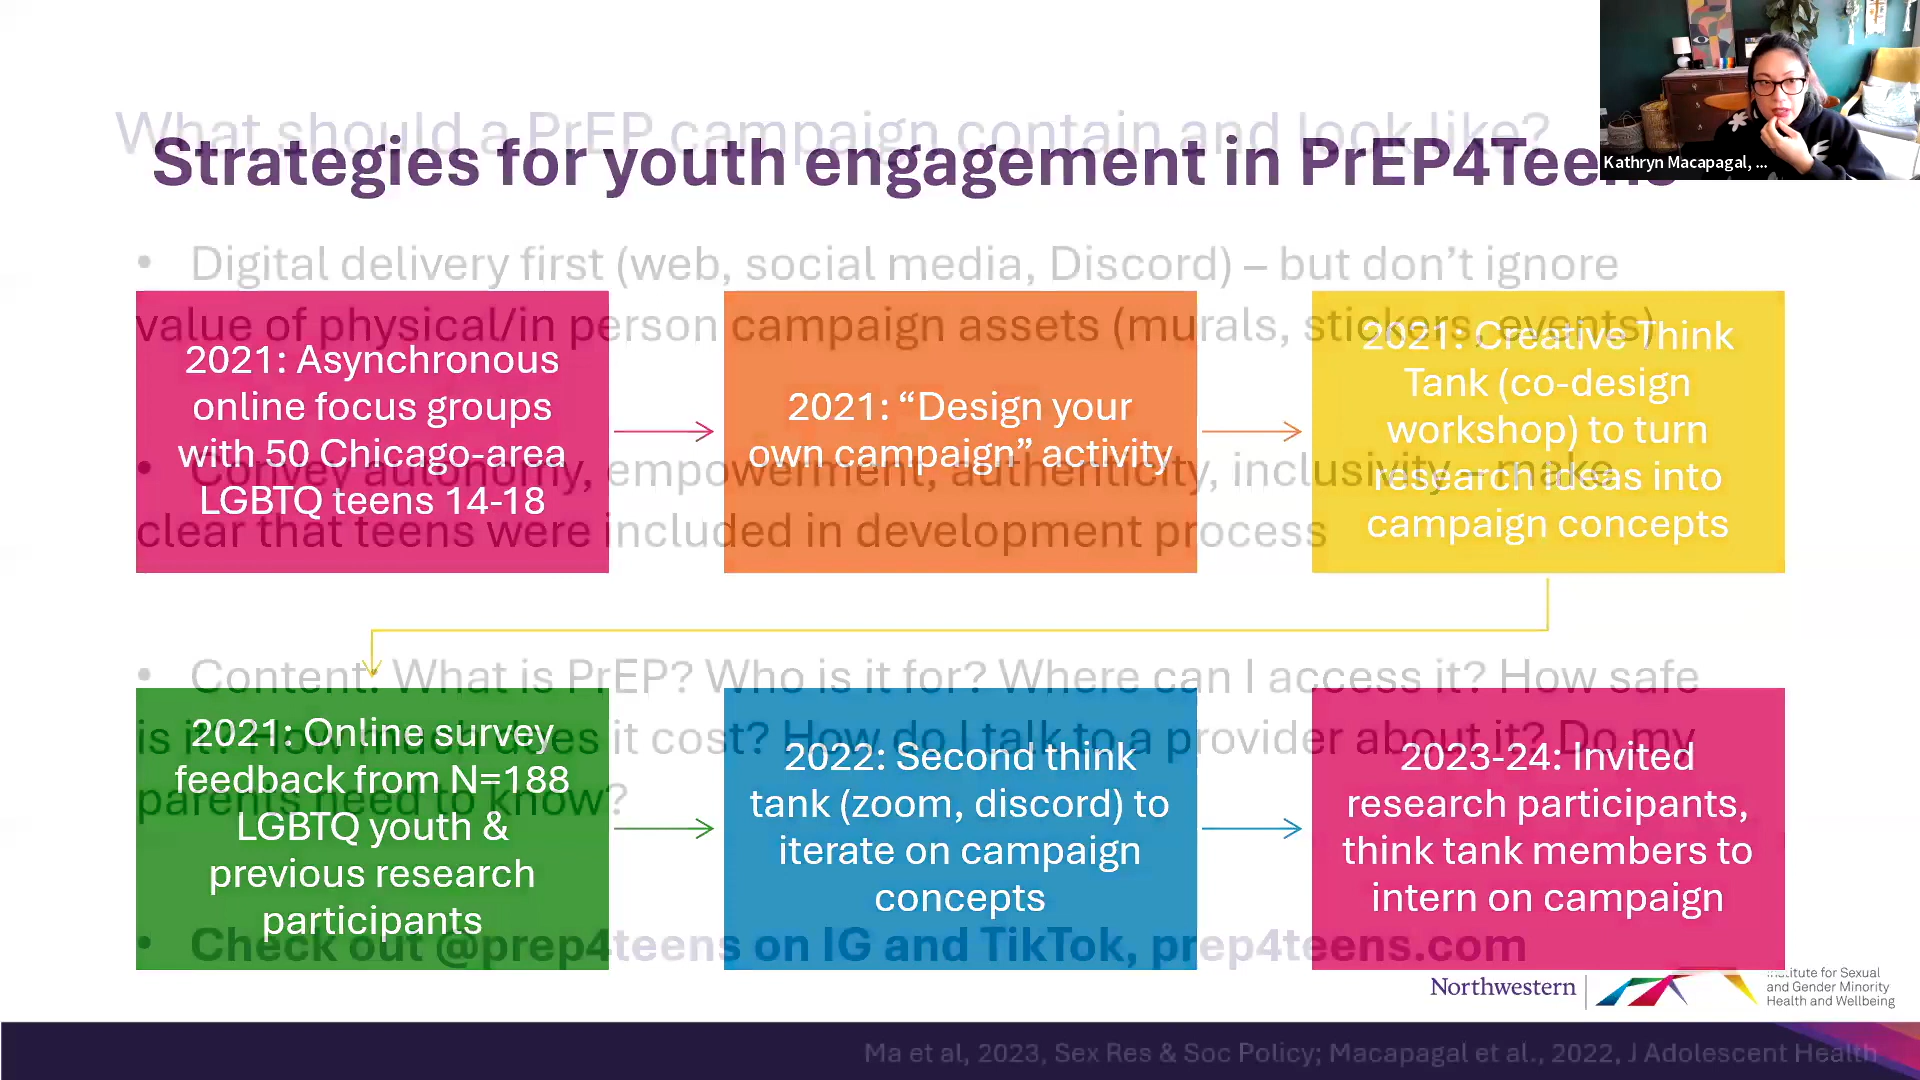 What should a PrEP campaign contain and look like?
Strategies for youth engagement in PrEP4Teens
Kathryn Macapagal, ...
• Digital delivery first (web, social media, Discord) – but don't ignore
value of physical/in person campaign assets (murals, stickers, events)
• Convey autonomy, empowerment, authenticity, inclusivity – make
clear that teens were included in development process
• Content: What is PrEP? Who is it for? Where can I access it? How safe
is it? How much does it cost? How do I talk to a provider about it? Do my
parents need to know?
• Check out @prep4teens on IG and TikTok, prep4teens.com
2021: Asynchronous
online focus groups
with 50 Chicago-area
LGBTQ teens 14-18
2021: “Design your
own campaign” activity
2021: Creative Think
Tank (co-design
workshop) to turn
research ideas into
campaign concepts
2021: Online survey
feedback from N=188
LGBTQ youth &
previous research
participants
2022: Second think
tank (zoom, discord) to
iterate on campaign
concepts
2023-24: Invited
research participants,
think tank members to
intern on campaign
Northwestern
Institute for Sexual
and Gender Minority
Health and Wellbeing
Ma et al, 2023, Sex Res & Soc Policy; Macapagal et al., 2022, J Adolescent Health